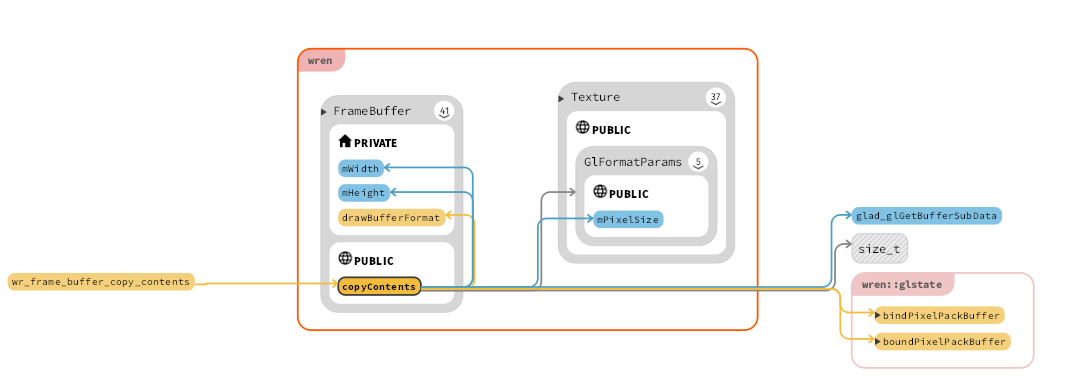 wren
FrameBuffer
41
PRIVATE
mWidth
mHeight
drawBufferFormat
PUBLIC
copyContents
Texture
37
PUBLIC
GlFormatParams
5
PUBLIC
mPixelSize
wr_frame_buffer_copy_contents
glad_glGetBufferSubData
size_t
wren::glstate
bindPixelPackBuffer
boundPixelPackBuffer